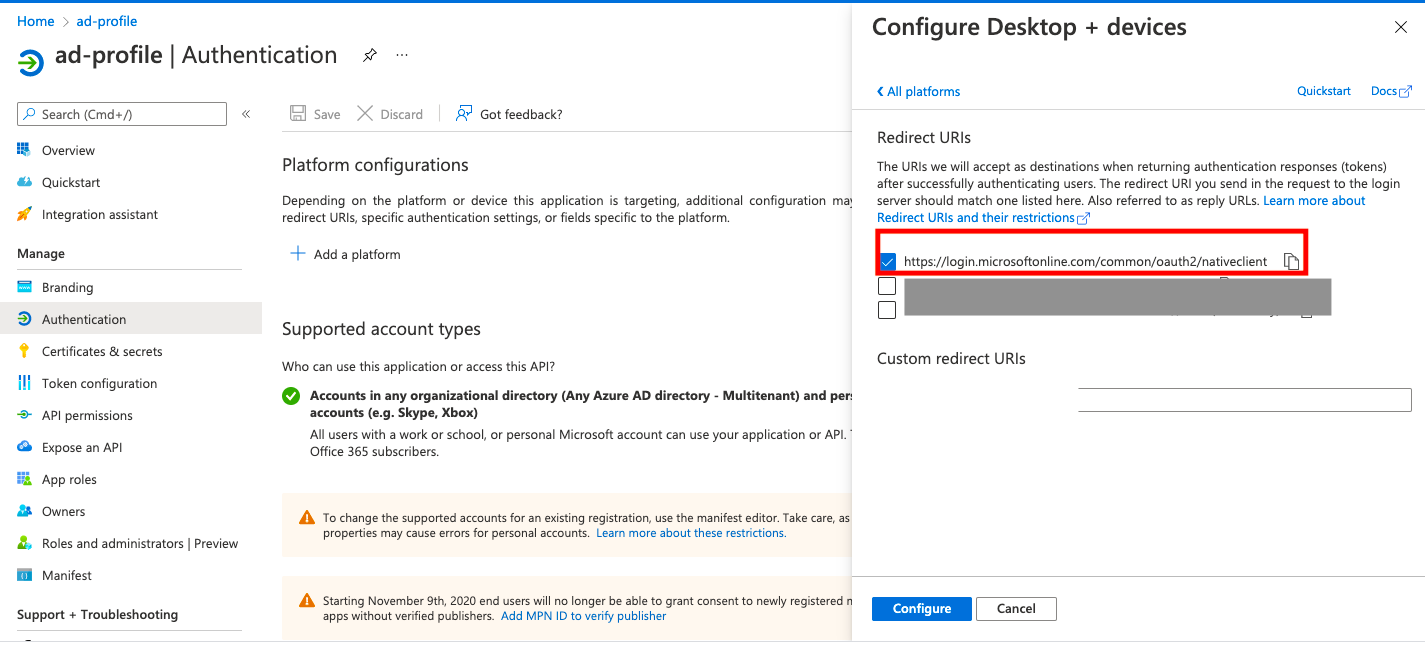 Home > ad-profile
ad-profile | Authentication
Search (Cmd+/)
Overview
Quickstart
Integration assistant
Manage
Branding
Authentication
Certificates & secrets
Token configuration
API permissions
Expose an API
App roles
Owners
Roles and administrators | Preview
Manifest
Support + Troubleshooting
Save
Discard
Got feedback?
Platform configurations
Depending on the platform or device this application is targeting, additional configuration may
redirect URIs, specific authentication settings, or fields specific to the platform.
Add a platform
Supported account types
Who can use this application or access this API?
Accounts in any organizational directory (Any Azure AD directory - Multitenant) and pers
accounts (e.g. Skype, Xbox)
All users with a work or school, or personal Microsoft account can use your application or API.
Office 365 subscribers.
To change the supported accounts for an existing registration, use the manifest editor. Take care, as
properties may cause errors for personal accounts. Learn more about these restrictions.
Starting November 9th, 2020 end users will no longer be able to grant consent to newly registered
apps without verified publishers. Add MPN ID to verify publisher
Configure Desktop + devices
All platforms
Quickstart
Docs
Redirect URIs
The URIs we will accept as destinations when returning authentication responses (tokens)
after successfully authenticating users. The redirect URI you send in the request to the login
server should match one listed here. Also referred to as reply URLs. Learn more about
Redirect URIs and their restrictions
https://login.microsoftonline.com/common/oauth2/nativeclient
Custom redirect URIs
Configure
Cancel